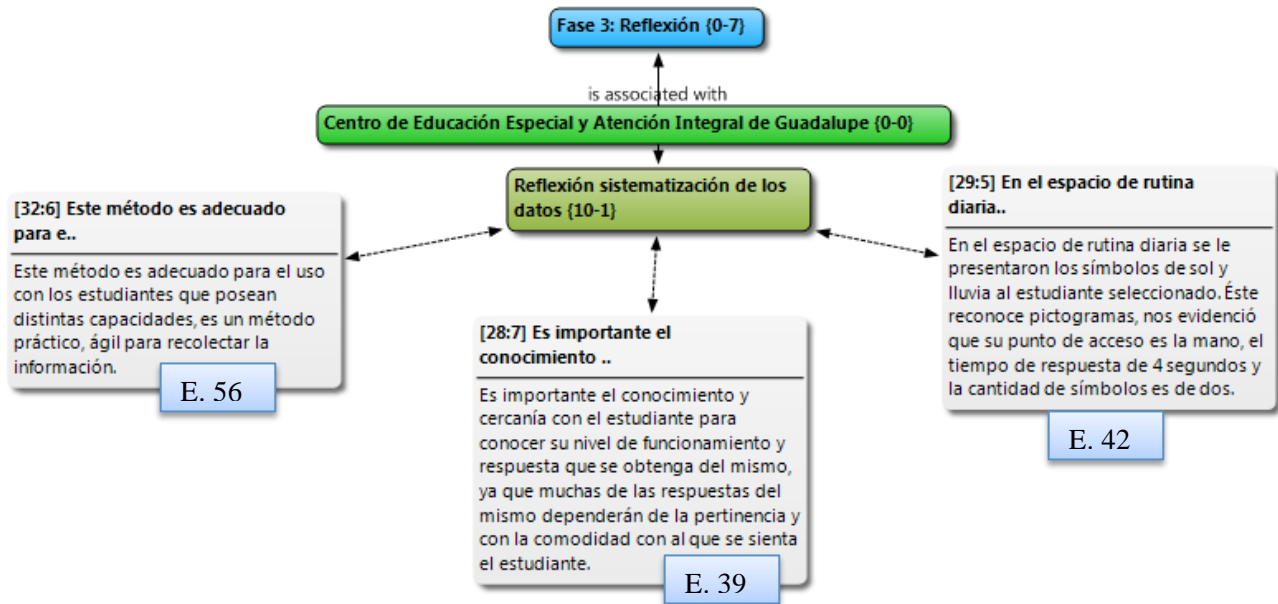 Fase 3: Reflexión {0-7}
is associated with
Centro de Educación Especial y Atención Integral de Guadalupe {0-0}
Reflexión sistematización de los
datos {10-1}
[32:6] Este método es adecuado
para e..
Este método es adecuado para el uso
con los estudiantes que posean
distintas capacidades, es un método
práctico, ágil para recolectar la
información.
E. 56
[28:7] Es importante el
conocimiento ..
Es importante el conocimiento y
cercanía con el estudiante para
conocer su nivel de funcionamiento y
respuesta que se obtenga del mismo,
ya que muchas de las respuestas del
mismo dependerán de la pertinencia y
con la comodidad con al que se sienta
el estudiante.
E. 39
[29:5] En el espacio de rutina
diaria..
En el espacio de rutina diaria se le
presentaron los símbolos de sol y
lluvia al estudiante seleccionado. Éste
reconoce pictogramas, nos evidenció
que su punto de acceso es la mano, el
tiempo de respuesta de 4 segundos y
la cantidad de símbolos es de dos.
E. 42